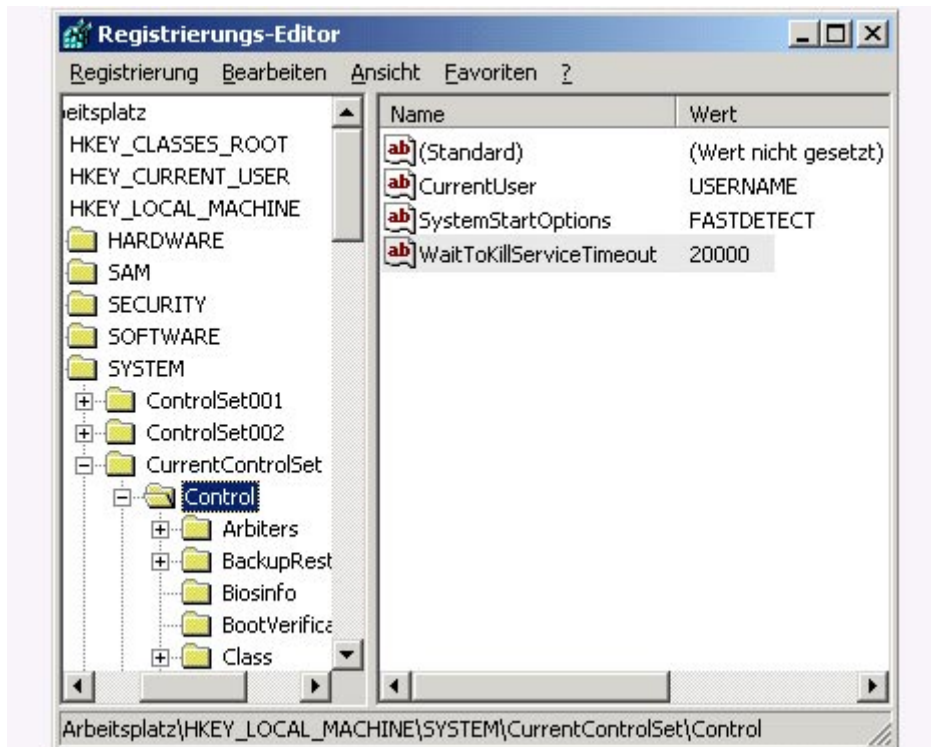 Registrierungs-Editor
Registrierung Bearbeiten Ansicht Favoriten ?
eitsplatz
HKEY_CLASSES_ROOT
HKEY_CURRENT_USER
HKEY_LOCAL_MACHINE
HARDWARE
SAM
SECURITY
SOFTWARE
SYSTEM
ControlSet001
ControlSet002
CurrentControlSet
Control
Arbiters
BackupRest
Biosinfo
BootVerifica
Class
Name Wert
(Standard) (Wert nicht gesetzt)
CurrentUser USERNAME
SystemStartOptions FASTDETECT
WaitToKillServiceTimeout 20000
Arbeitsplatz\HKEY_LOCAL_MACHINE\SYSTEM\CurrentControlSet\Control